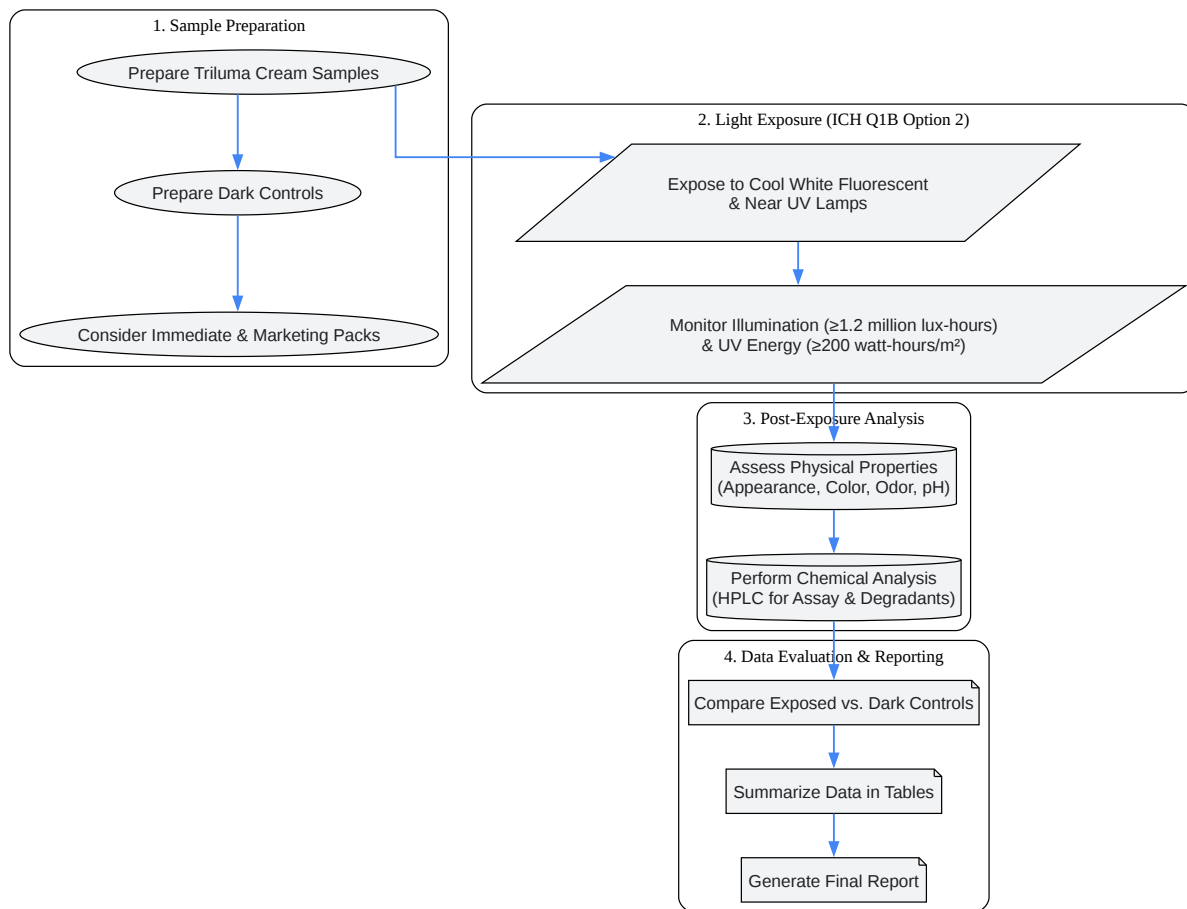 1. Sample Preparation
Prepare Triluma Cream Samples
Prepare Dark Controls
Consider Immediate & Marketing Packs
2. Light Exposure (ICH Q1B Option 2)
Expose to Cool White Fluorescent
& Near UV Lamps
Monitor Illumination (≥1.2 million lux-hours)
& UV Energy (≥200 watt-hours/m²)
3. Post-Exposure Analysis
Assess Physical Properties
(Appearance, Color, Odor, pH)
Perform Chemical Analysis
(HPLC for Assay & Degradants)
4. Data Evaluation & Reporting
Compare Exposed vs. Dark Controls
Summarize Data in Tables
Generate Final Report